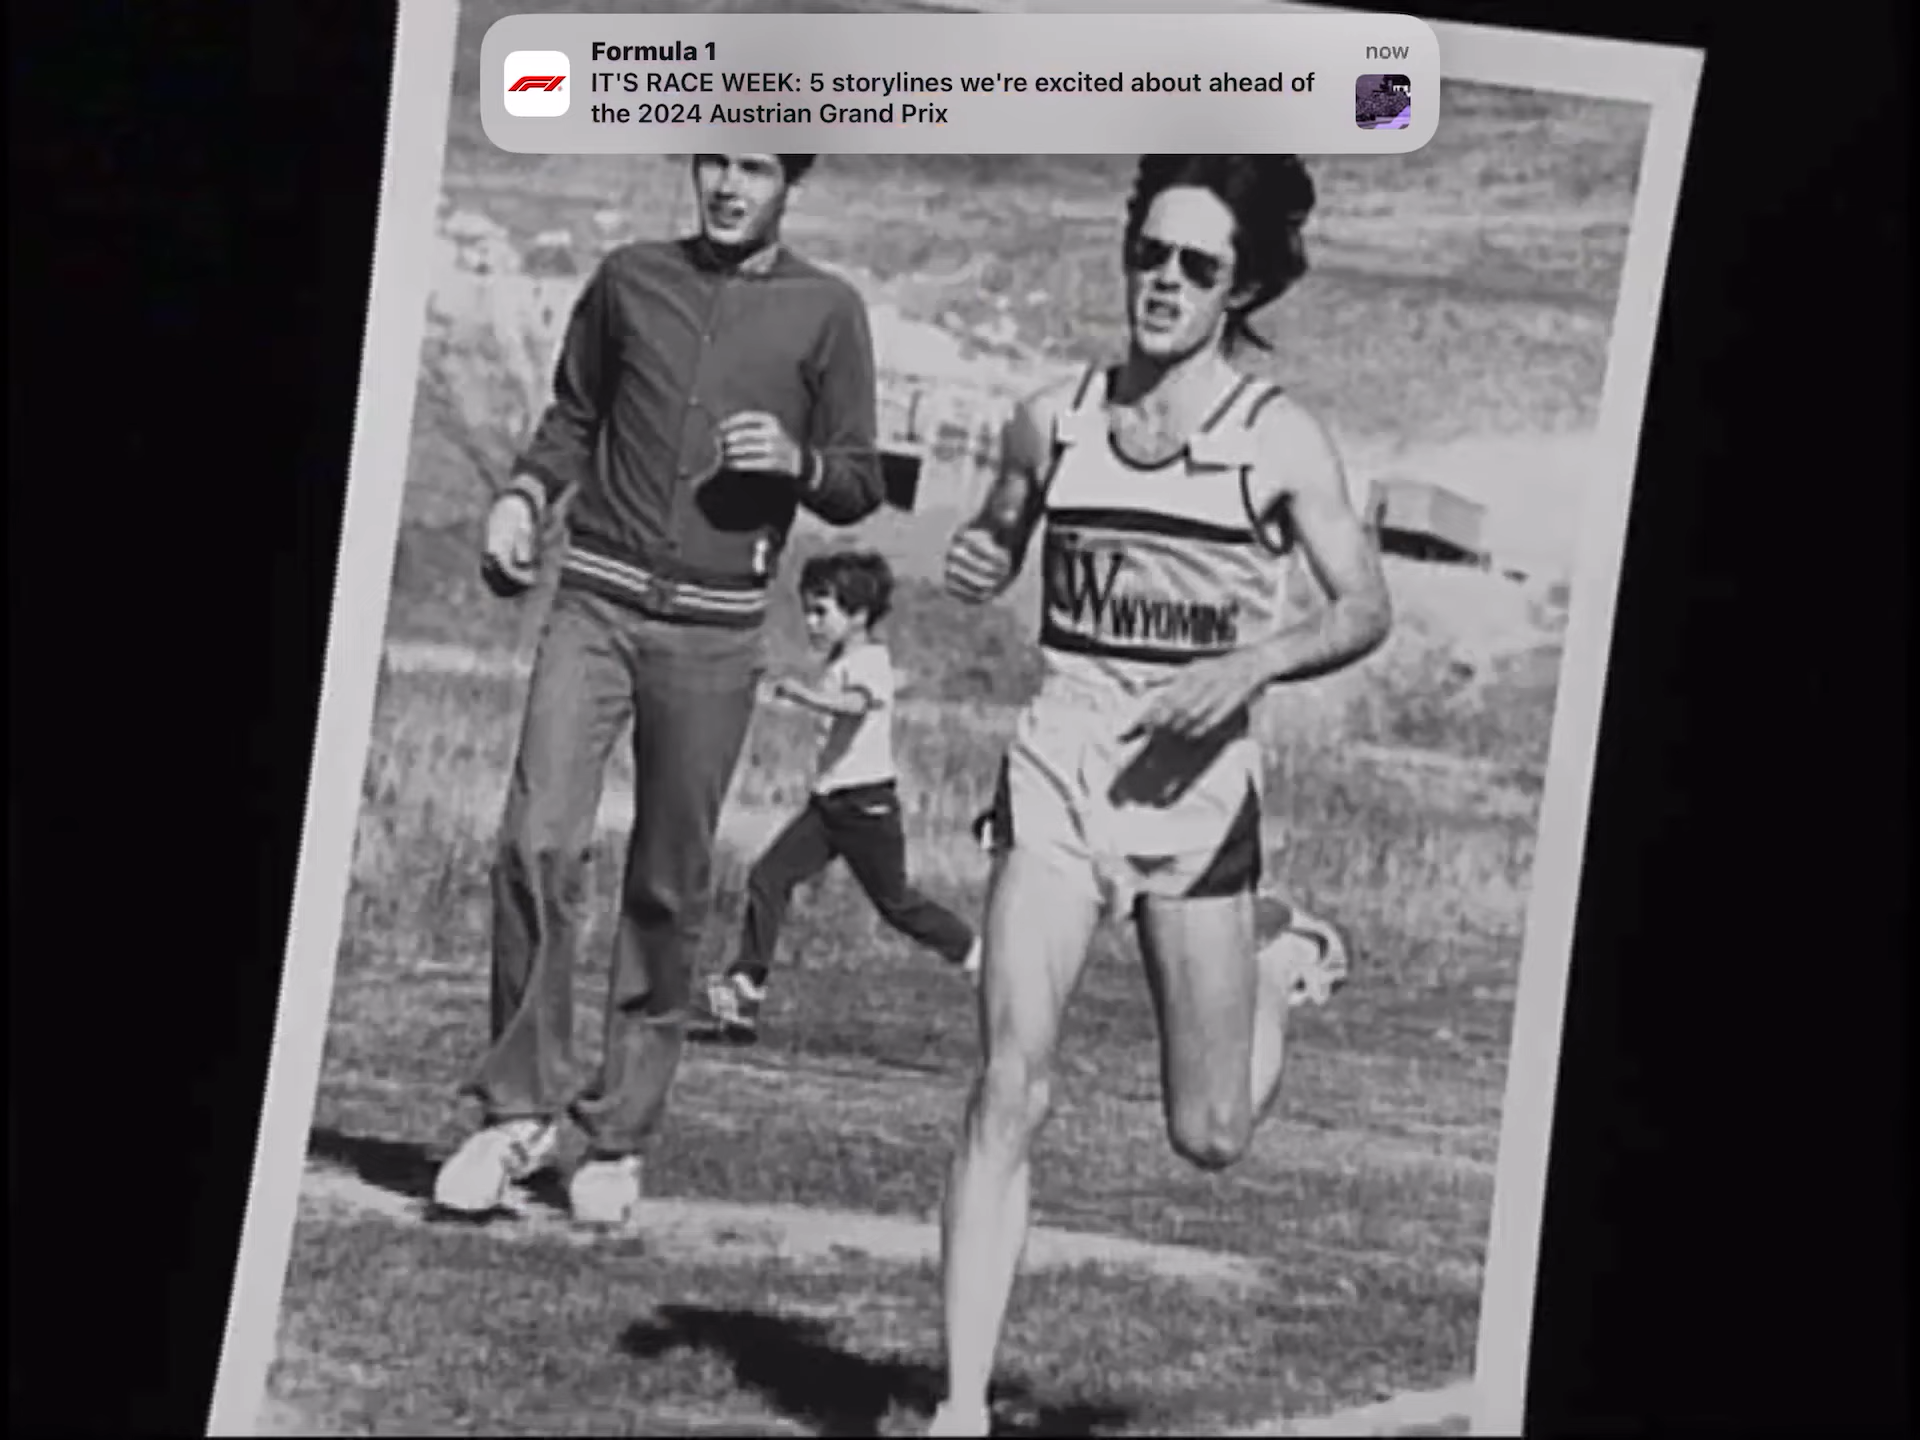 Formula 1
now
IT'S RACE WEEK: 5 storylines we're excited about ahead of
the 2024 Austrian Grand Prix
W WYOMING